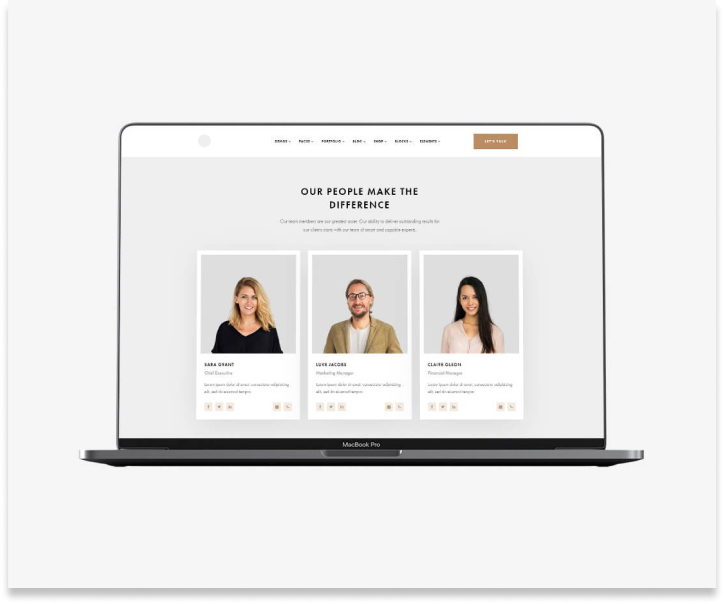 DEMOS PAGES PORTFOLIO BLOG SHOP BLOCKS ELEMENTS LET'S TALK
OUR PEOPLE MAKE THE
DIFFERENCE
Our team members are our greatest asset. Our ability to deliver outstanding results for
our clients starts with our team of smart and capable experts.
SARA GRANT
Chief Executive
Lorem ipsum dolor sit amet, consectetur adipisicing
elit, sed do eiusmod tempor.
LUIS JACOBS
Marketing Manager
Lorem ipsum dolor sit amet, consectetur adipisicing
elit, sed do eiusmod tempor.
CLAIRE OLSON
Financial Manager
Lorem ipsum dolor sit amet, consectetur adipisicing
elit, sed do eiusmod tempor.
MacBook Pro